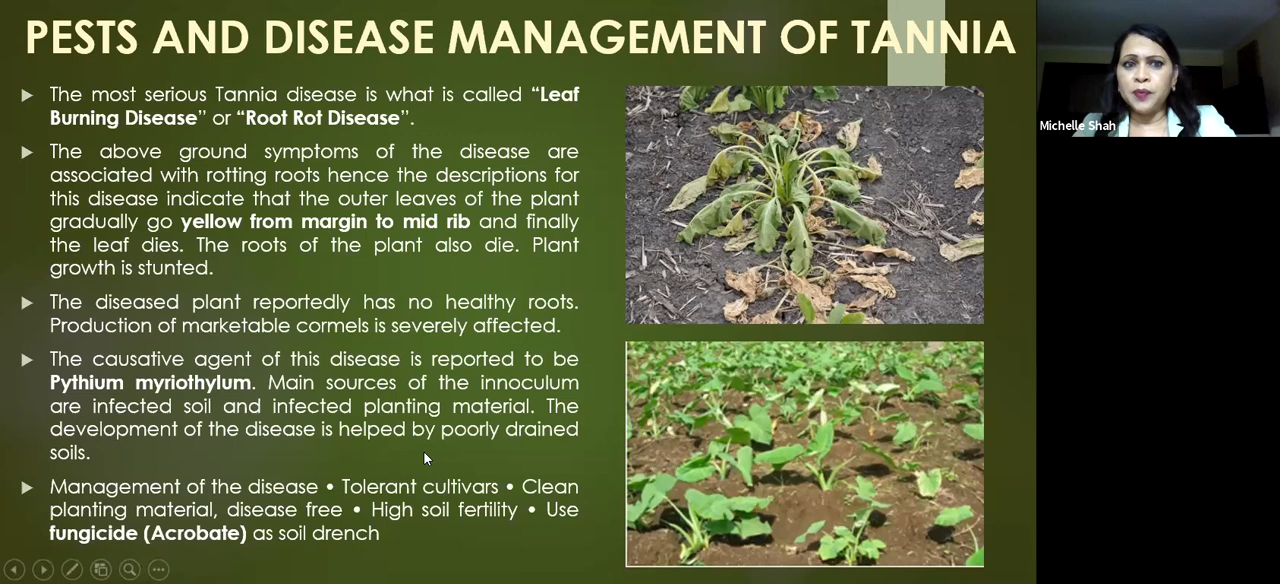 PESTS AND DISEASE MANAGEMENT OF TANNIA
The most serious Tannia disease is what is called “Leaf
Burning Disease” or “Root Rot Disease”.
The above ground symptoms of the disease are
associated with rotting roots hence the descriptions for
this disease indicate that the outer leaves of the plant
gradually go yellow from margin to mid rib and finally
the leaf dies. The roots of the plant also die. Plant
growth is stunted.
The diseased plant reportedly has no healthy roots.
Production of marketable cormels is severely affected.
The causative agent of this disease is reported to be
Pythium myriothylum. Main sources of the innoculum
are infected soil and infected planting material. The
development of the disease is helped by poorly drained
soils.
Management of the disease • Tolerant cultivars • Clean
planting material, disease free • High soil fertility • Use
fungicide (Acrobate) as soil drench
Michelle Shah